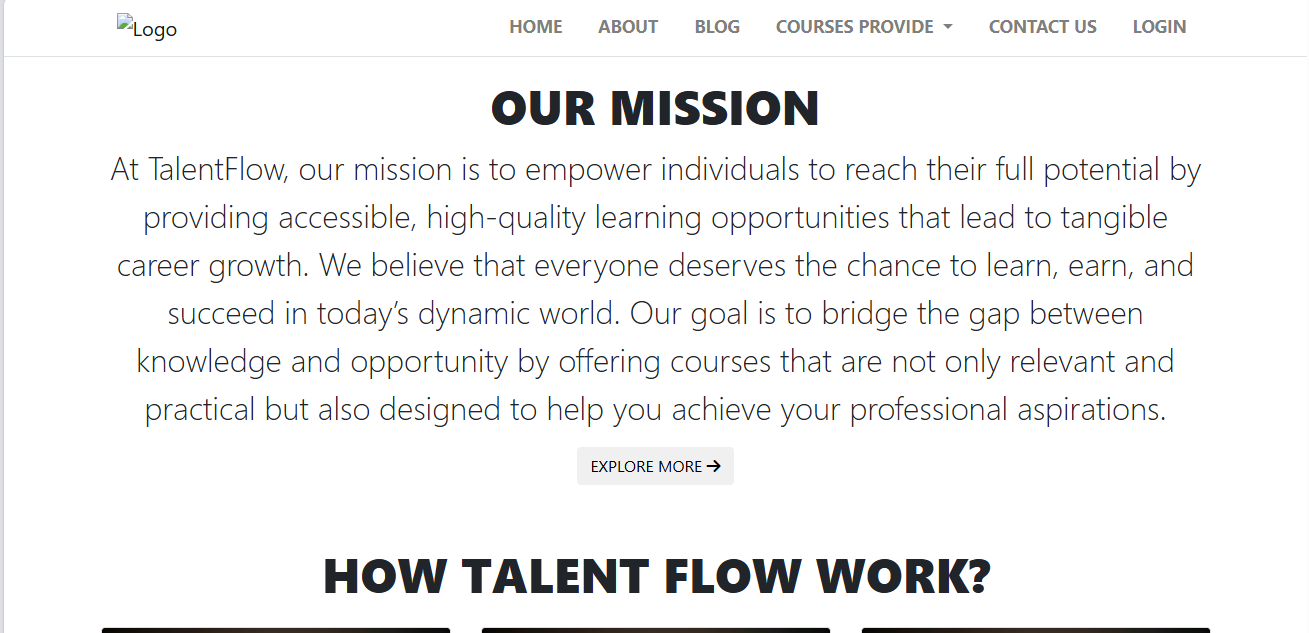 Logo
HOME ABOUT BLOG COURSES PROVIDE CONTACT US LOGIN
OUR MISSION
At TalentFlow, our mission is to empower individuals to reach their full potential by
providing accessible, high-quality learning opportunities that lead to tangible
career growth. We believe that everyone deserves the chance to learn, earn, and
succeed in today’s dynamic world. Our goal is to bridge the gap between
knowledge and opportunity by offering courses that are not only relevant and
practical but also designed to help you achieve your professional aspirations.
EXPLORE MORE →
HOW TALENT FLOW WORK?